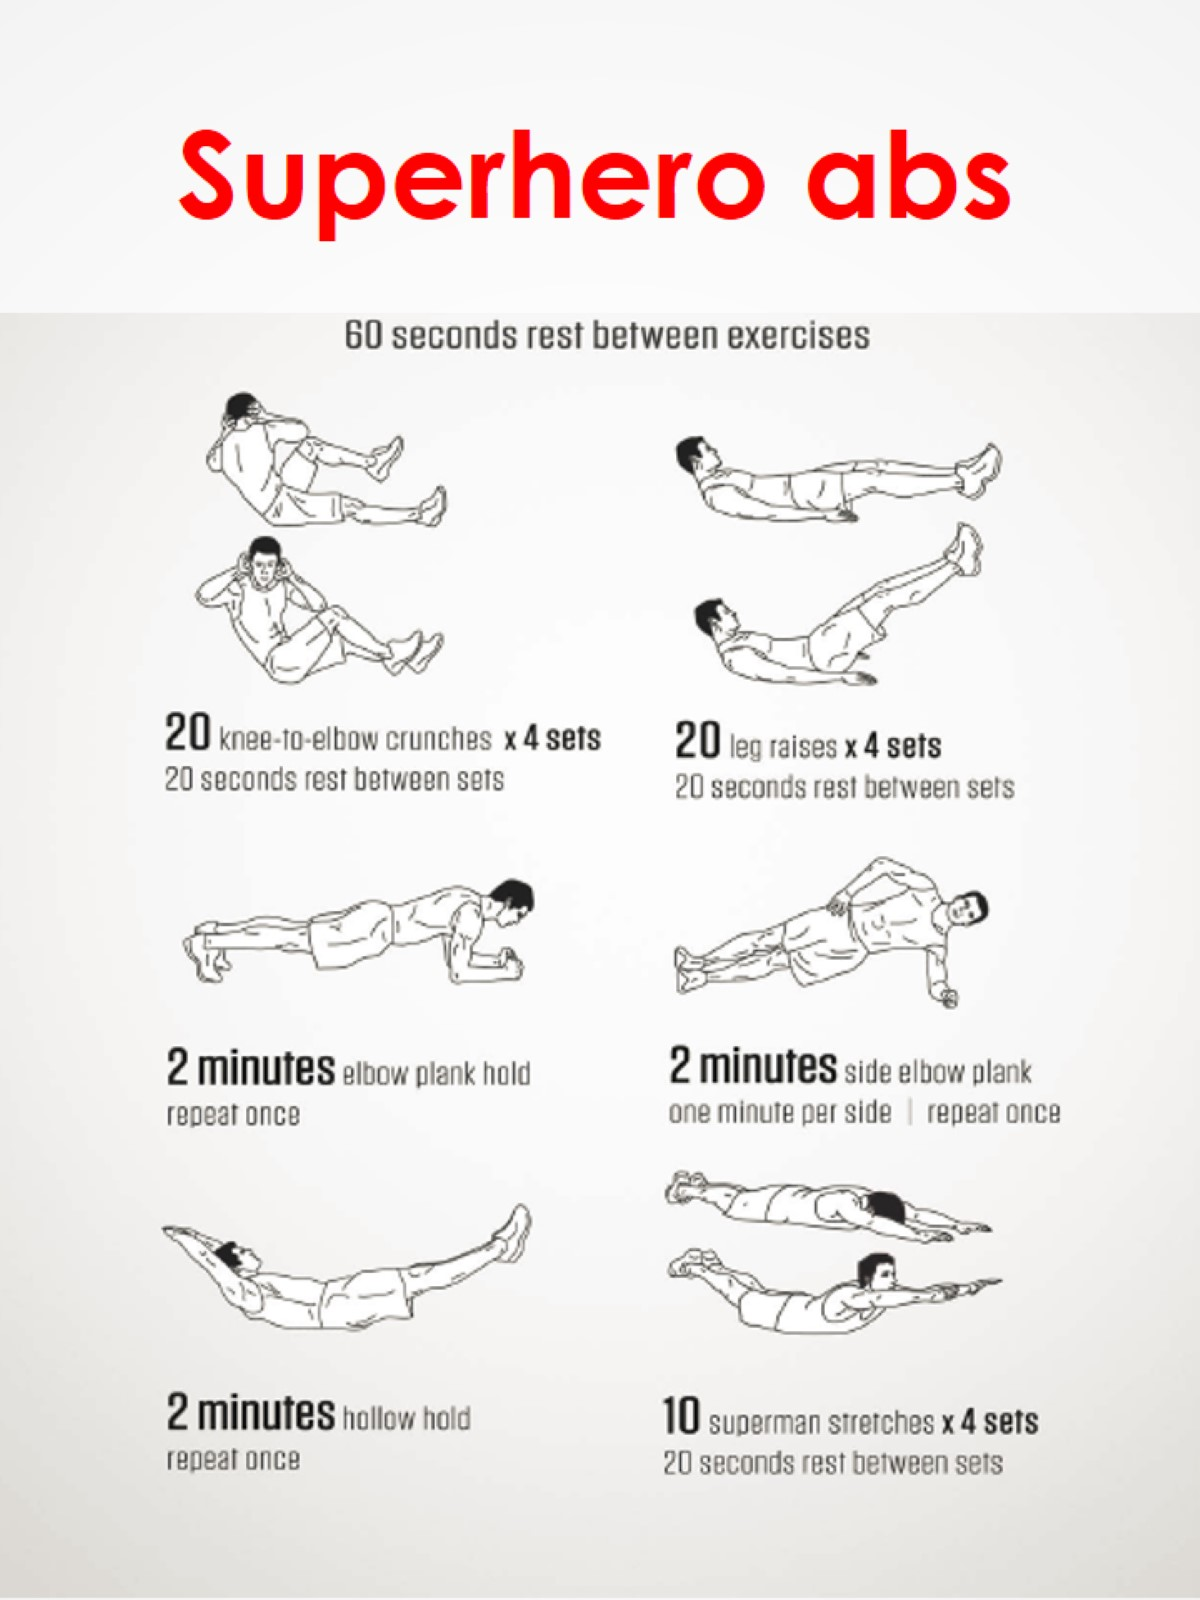 Superhero abs
60 seconds rest between exercises
20 knee-to-elbow crunches x 4 sets
20 seconds rest between sets
20 leg raises x 4 sets
20 seconds rest between sets
2 minutes elbow plank hold
repeat once
2 minutes side elbow plank
one minute per side | repeat once
2 minutes hollow hold
repeat once
10 superman stretches x 4 sets
20 seconds rest between sets